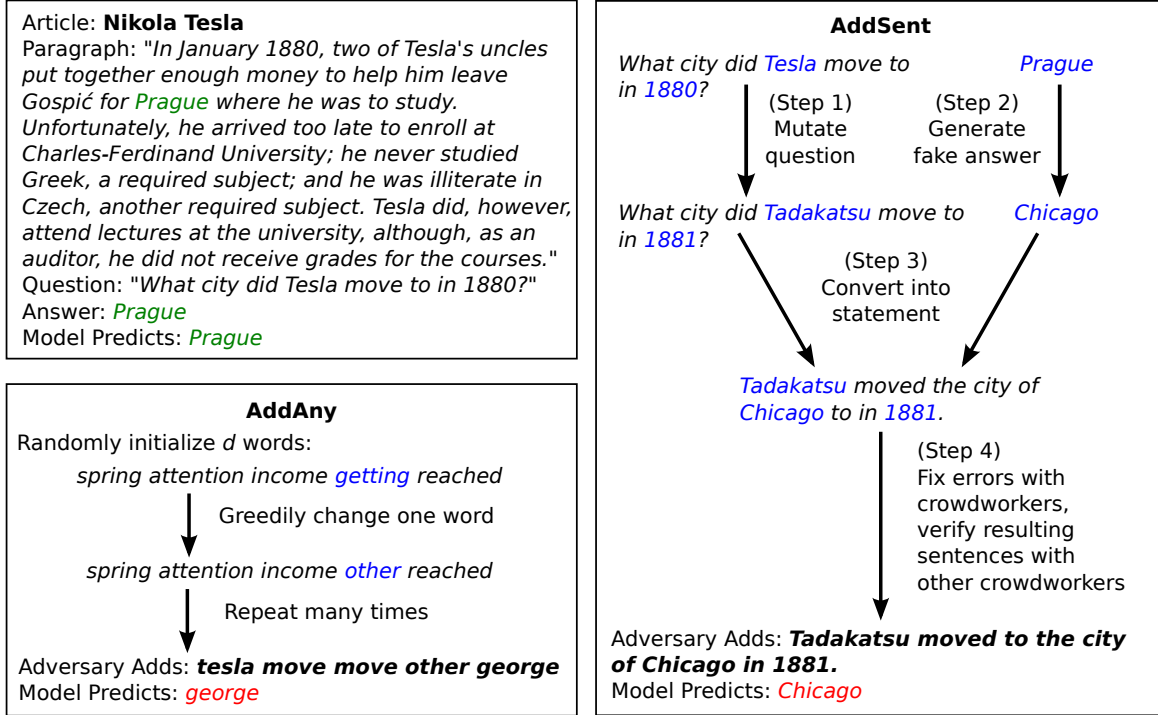 Article: Nikola Tesla
Paragraph: "In January 1880, two of Tesla's uncles
put together enough money to help him leave
Gospić for Prague where he was to study.
Unfortunately, he arrived too late to enroll at
Charles-Ferdinand University; he never studied
Greek, a required subject; and he was illiterate in
Czech, another required subject. Tesla did, however,
attend lectures at the university, although, as an
auditor, he did not receive grades for the courses."
Question: "What city did Tesla move to in 1880?"
Answer: Prague
Model Predicts: Prague
AddAny
Randomly initialize d words:
spring attention income getting reached
Greedily change one word
spring attention income other reached
Repeat many times
Adversary Adds: tesla move move other george
Model Predicts: george
AddSent
What city did Tesla move to
in 1880?
Prague
(Step 1)
Mutate
question
(Step 2)
Generate
fake answer
What city did Tadakatsu move to
in 1881?
Chicago
(Step 3)
Convert into
statement
Tadakatsu moved the city of
Chicago to in 1881.
(Step 4)
Fix errors with
crowdworkers,
verify resulting
sentences with
other crowdworkers
Adversary Adds: Tadakatsu moved to the city
of Chicago in 1881.
Model Predicts: Chicago